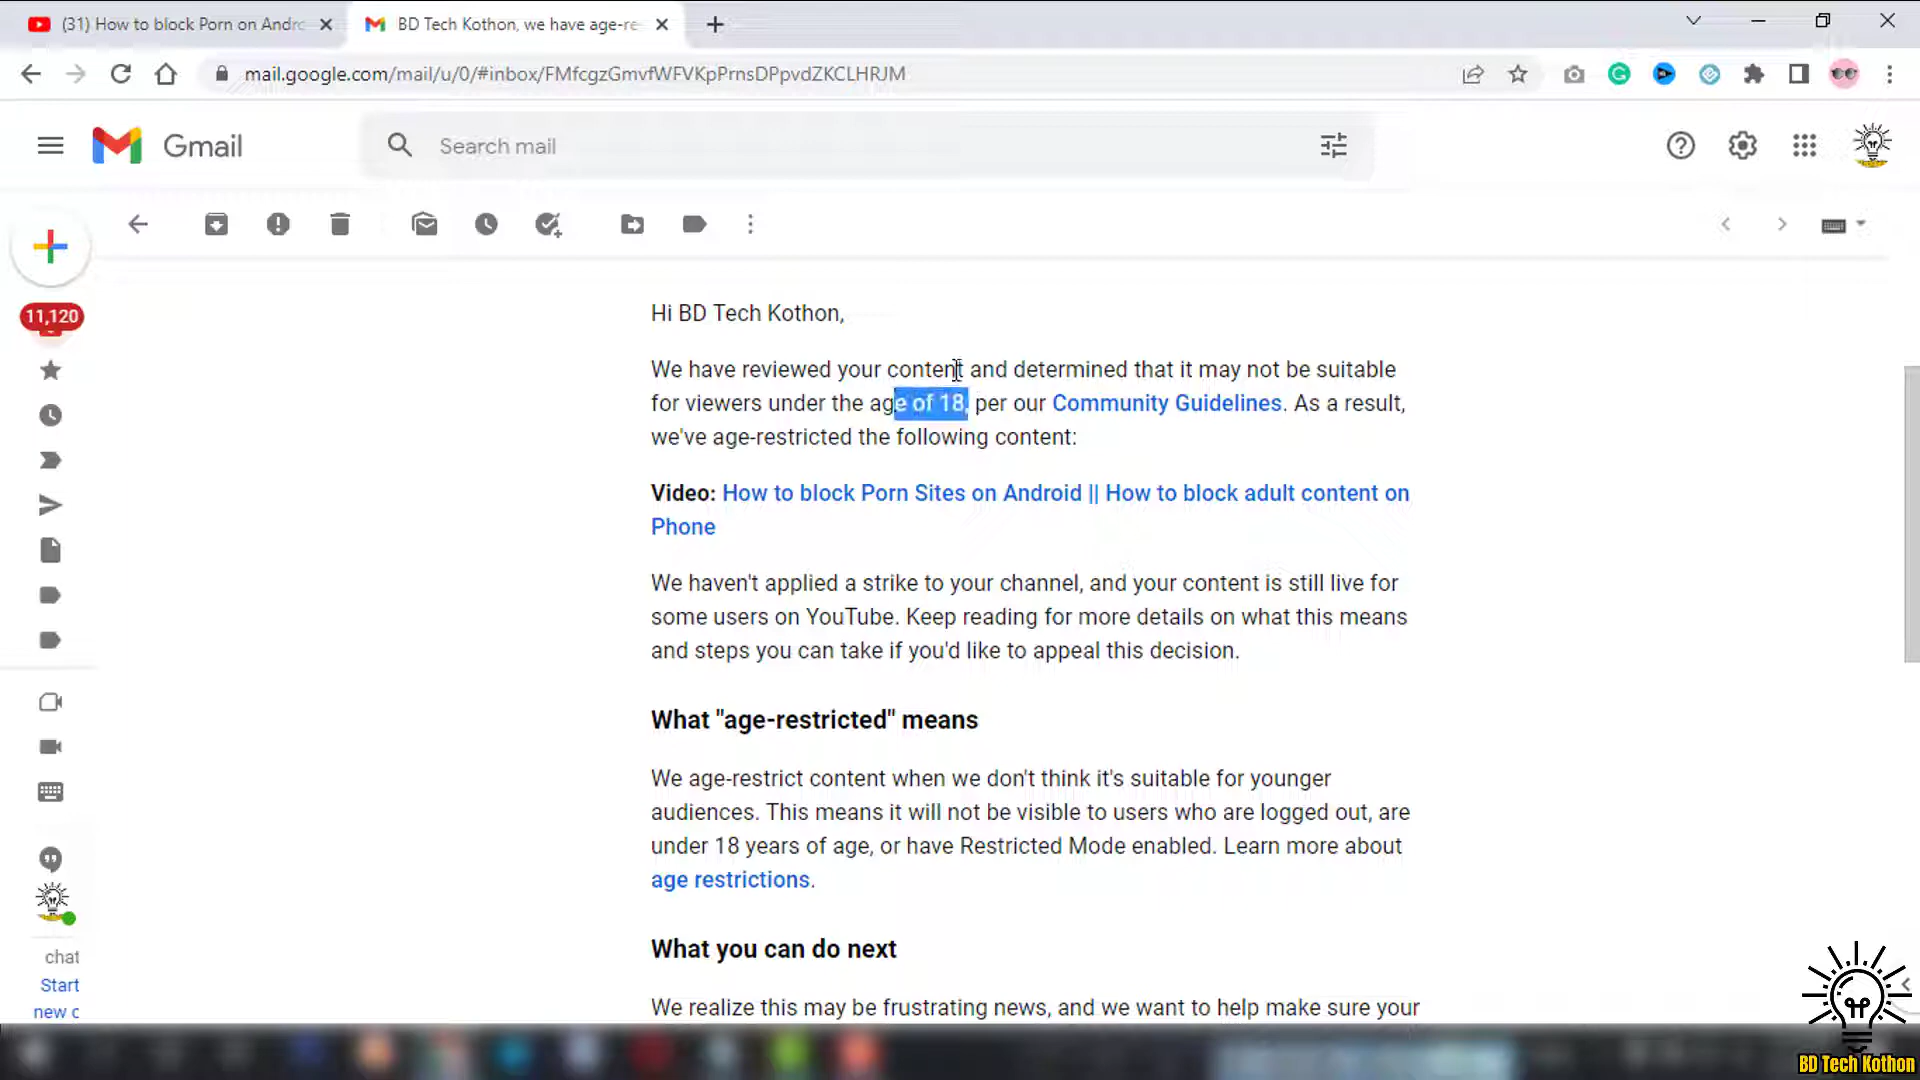 (31) How to block Porn on Andro
BD Tech Kothon, we have age-re
mail.google.com/mail/u/0/#inbox/FMfcgzGmvfWFVKpPrnsDPpvdZKCLHRJM
Gmail
Search mail
11,120
Hi BD Tech Kothon,
We have reviewed your content and determined that it may not be suitable
for viewers under the age of 18, per our Community Guidelines. As a result,
we've age-restricted the following content:
Video: How to block Porn Sites on Android || How to block adult content on
Phone
We haven't applied a strike to your channel, and your content is still live for
some users on YouTube. Keep reading for more details on what this means
and steps you can take if you'd like to appeal this decision.
What "age-restricted" means
We age-restrict content when we don't think it's suitable for younger
audiences. This means it will not be visible to users who are logged out, are
under 18 years of age, or have Restricted Mode enabled. Learn more about
age restrictions.
What you can do next
We realize this may be frustrating news, and we want to help make sure your
chat
Start
new c
BD Tech Kothon